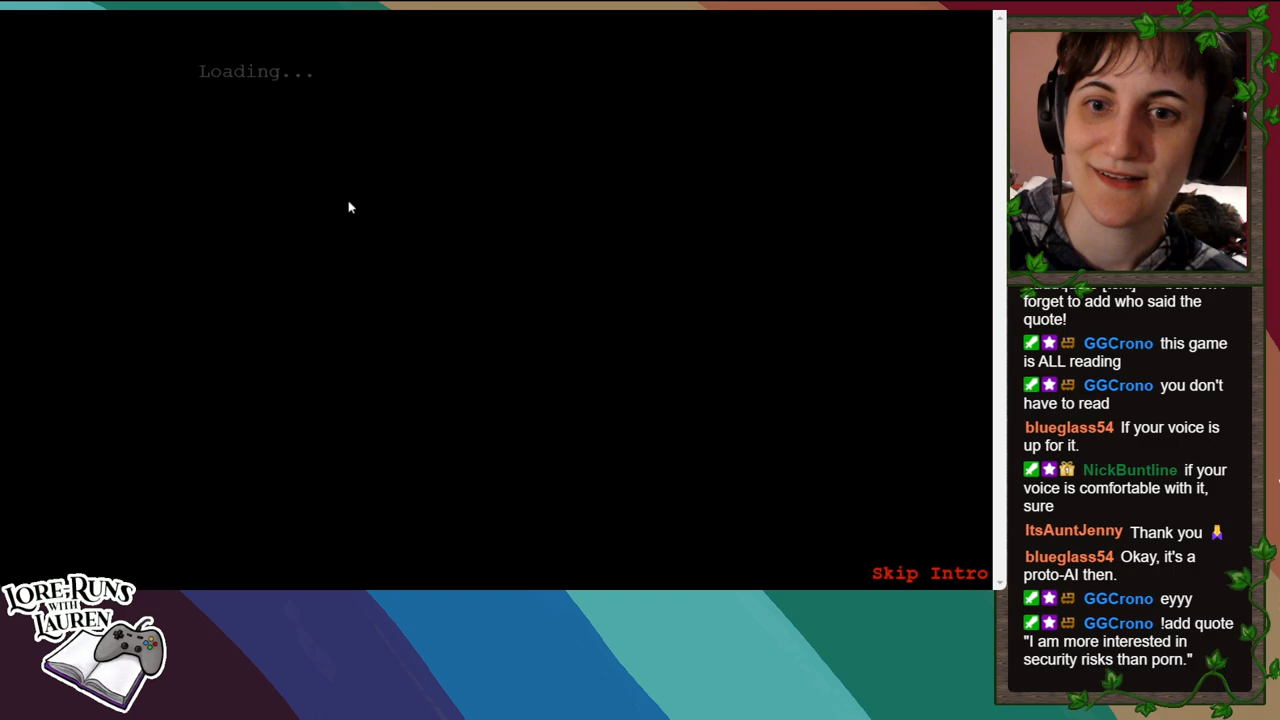 Loading...
Skip Intro
forget to add who said the
quote!
GGCrono this game
is ALL reading
GGCrono you don't
have to read
blueglass54 If your voice is
up for it.
NickBuntline if your
voice is comfortable with it,
sure
ItsAuntJenny Thank you
blueglass54 Okay, it's a
proto-AI then.
GGCrono eyyy
GGCrono !add quote
"I am more interested in
security risks than porn."
LORE-RUNS
WITH
LAUREN